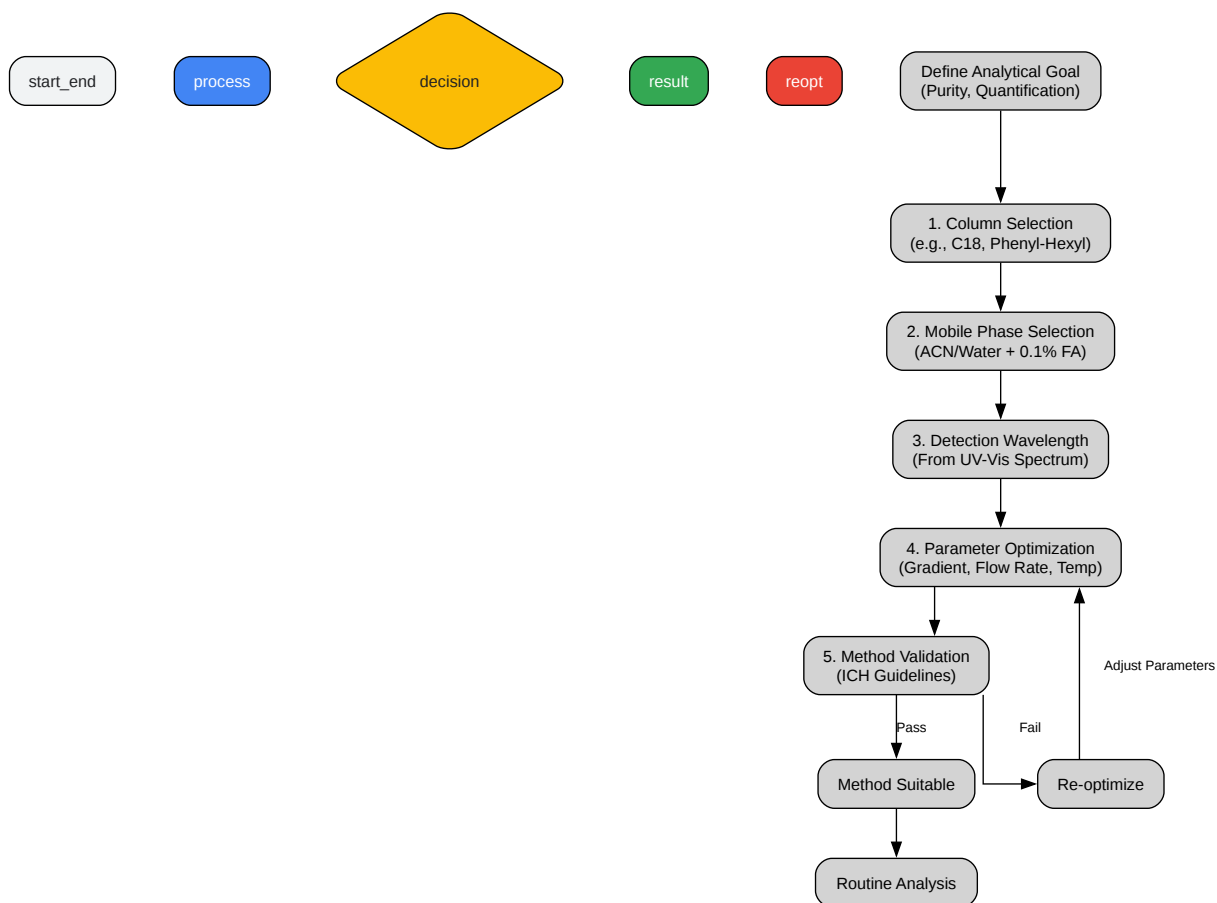 start_end
process
decision
result
reopt
Define Analytical Goal
(Purity, Quantification)
1. Column Selection
(e.g., C18, Phenyl-Hexyl)
2. Mobile Phase Selection
(ACN/Water + 0.1% FA)
3. Detection Wavelength
(From UV-Vis Spectrum)
4. Parameter Optimization
(Gradient, Flow Rate, Temp)
5. Method Validation
(ICH Guidelines)
Adjust Parameters
Pass
Fail
Method Suitable
Re-optimize
Routine Analysis